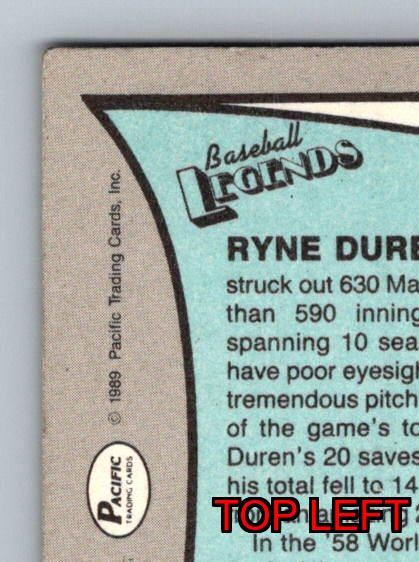 Baseball
LEGENDS
RYNE DURE
struck out 630 Ma
than 590 inning
spanning 10 sea
have poor eyesigh
tremendous pitch
of the game's to
Duren's 20 saves
his total fell to 14
TOP LEFT
In the '58 Worl
© 1989 Pacific Trading Cards, Inc.
PACIFIC
TRADING CARDS